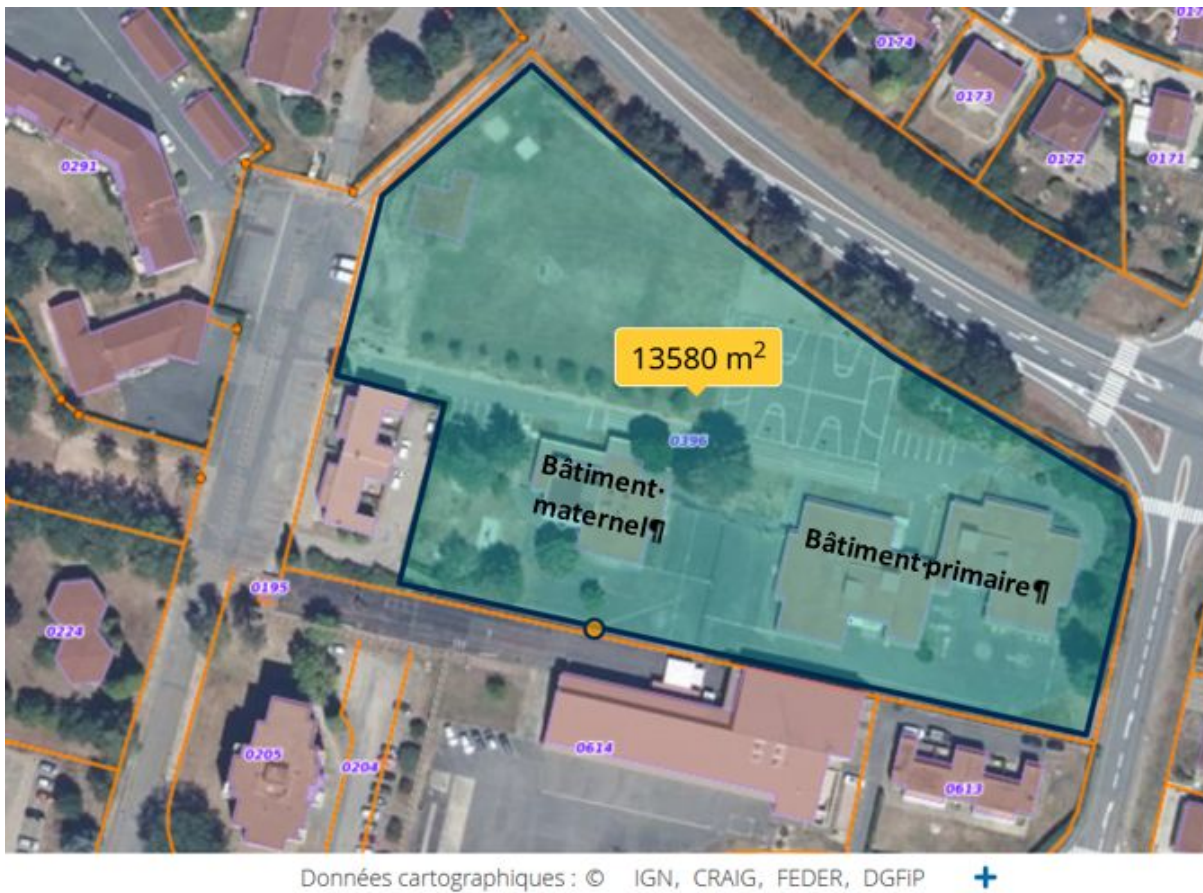 017
0174
0173
0291
0172
0171
13580 m²
0396
Bâtiment·
maternel¶
Bâtiment·primaire¶
0195
0224
0205
0204
0614
0613
Données cartographiques : © IGN, CRAIG, FEDER, DGFiP +